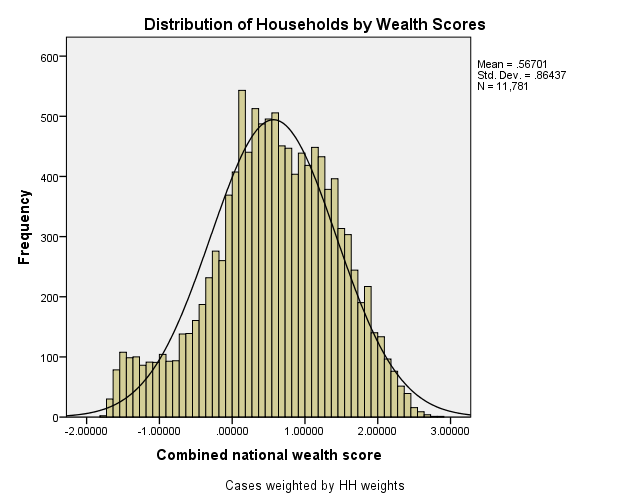 Distribution of Households by Wealth Scores
Mean = .56701
Std. Dev. = .86437
N = 11,781
600
500
400
300
200
100
0
Frequency
-2.00000 -1.00000 .00000 1.00000 2.00000 3.00000
Combined national wealth score
Cases weighted by HH weights